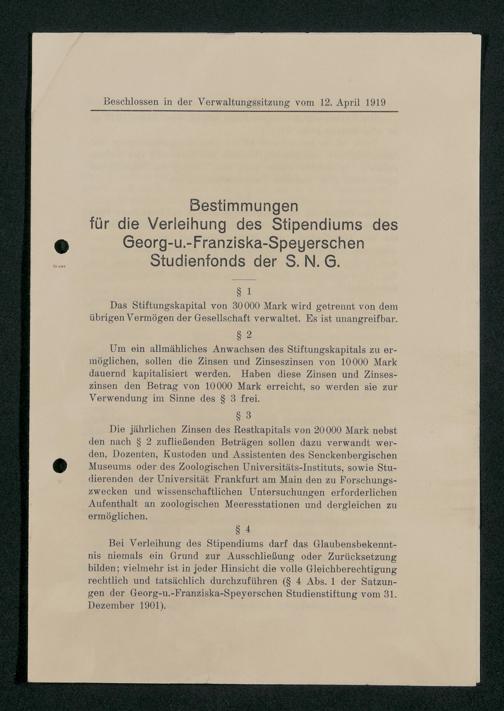 Beschlossen in der Verwaltungssitzung vom 12. April 1919
Bestimmungen
für die Verleihung des Stipendiums des
Georg-u.-Franziska-Speyerschen
Studienfonds der S. N. G.
§ 1
Das Stiftungskapital von 30 000 Mark wird getrennt von dem
übrigen Vermögen der Gesellschaft verwaltet. Es ist unangreifbar.
§ 2
Um ein allmähliches Anwachsen des Stiftungskapitals zu er-
möglichen, sollen die Zinsen und Zinseszinsen von 10 000 Mark
dauernd kapitalisiert werden. Haben diese Zinsen und Zinses-
zinsen den Betrag von 10 000 Mark erreicht, so werden sie zur
Verwendung im Sinne des § 3 frei.
§ 3
Die jährlichen Zinsen des Restkapitals von 20 000 Mark nebst
den nach § 2 zufließenden Beträgen sollen dazu verwandt wer-
den, Dozenten, Kustoden und Assistenten des Senckenbergischen
Museums oder des Zoologischen Universitäts-Instituts, sowie Stu-
dierenden der Universität Frankfurt am Main den zu Forschungs-
zwecken und wissenschaftlichen Untersuchungen erforderlichen
Aufenthalt an zoologischen Meeresstationen und dergleichen zu
ermöglichen.
§ 4
Bei Verleihung des Stipendiums darf das Glaubensbekennt-
nis niemals ein Grund zur Ausschließung oder Zurücksetzung
bilden; vielmehr ist in jeder Hinsicht die volle Gleichberechtigung
rechtlich und tatsächlich durchzuführen (§ 4 Abs. 1 der Satzun-
gen der Georg-u.-Franziska-Speyerschen Studienstiftung vom 31.
Dezember 1901).